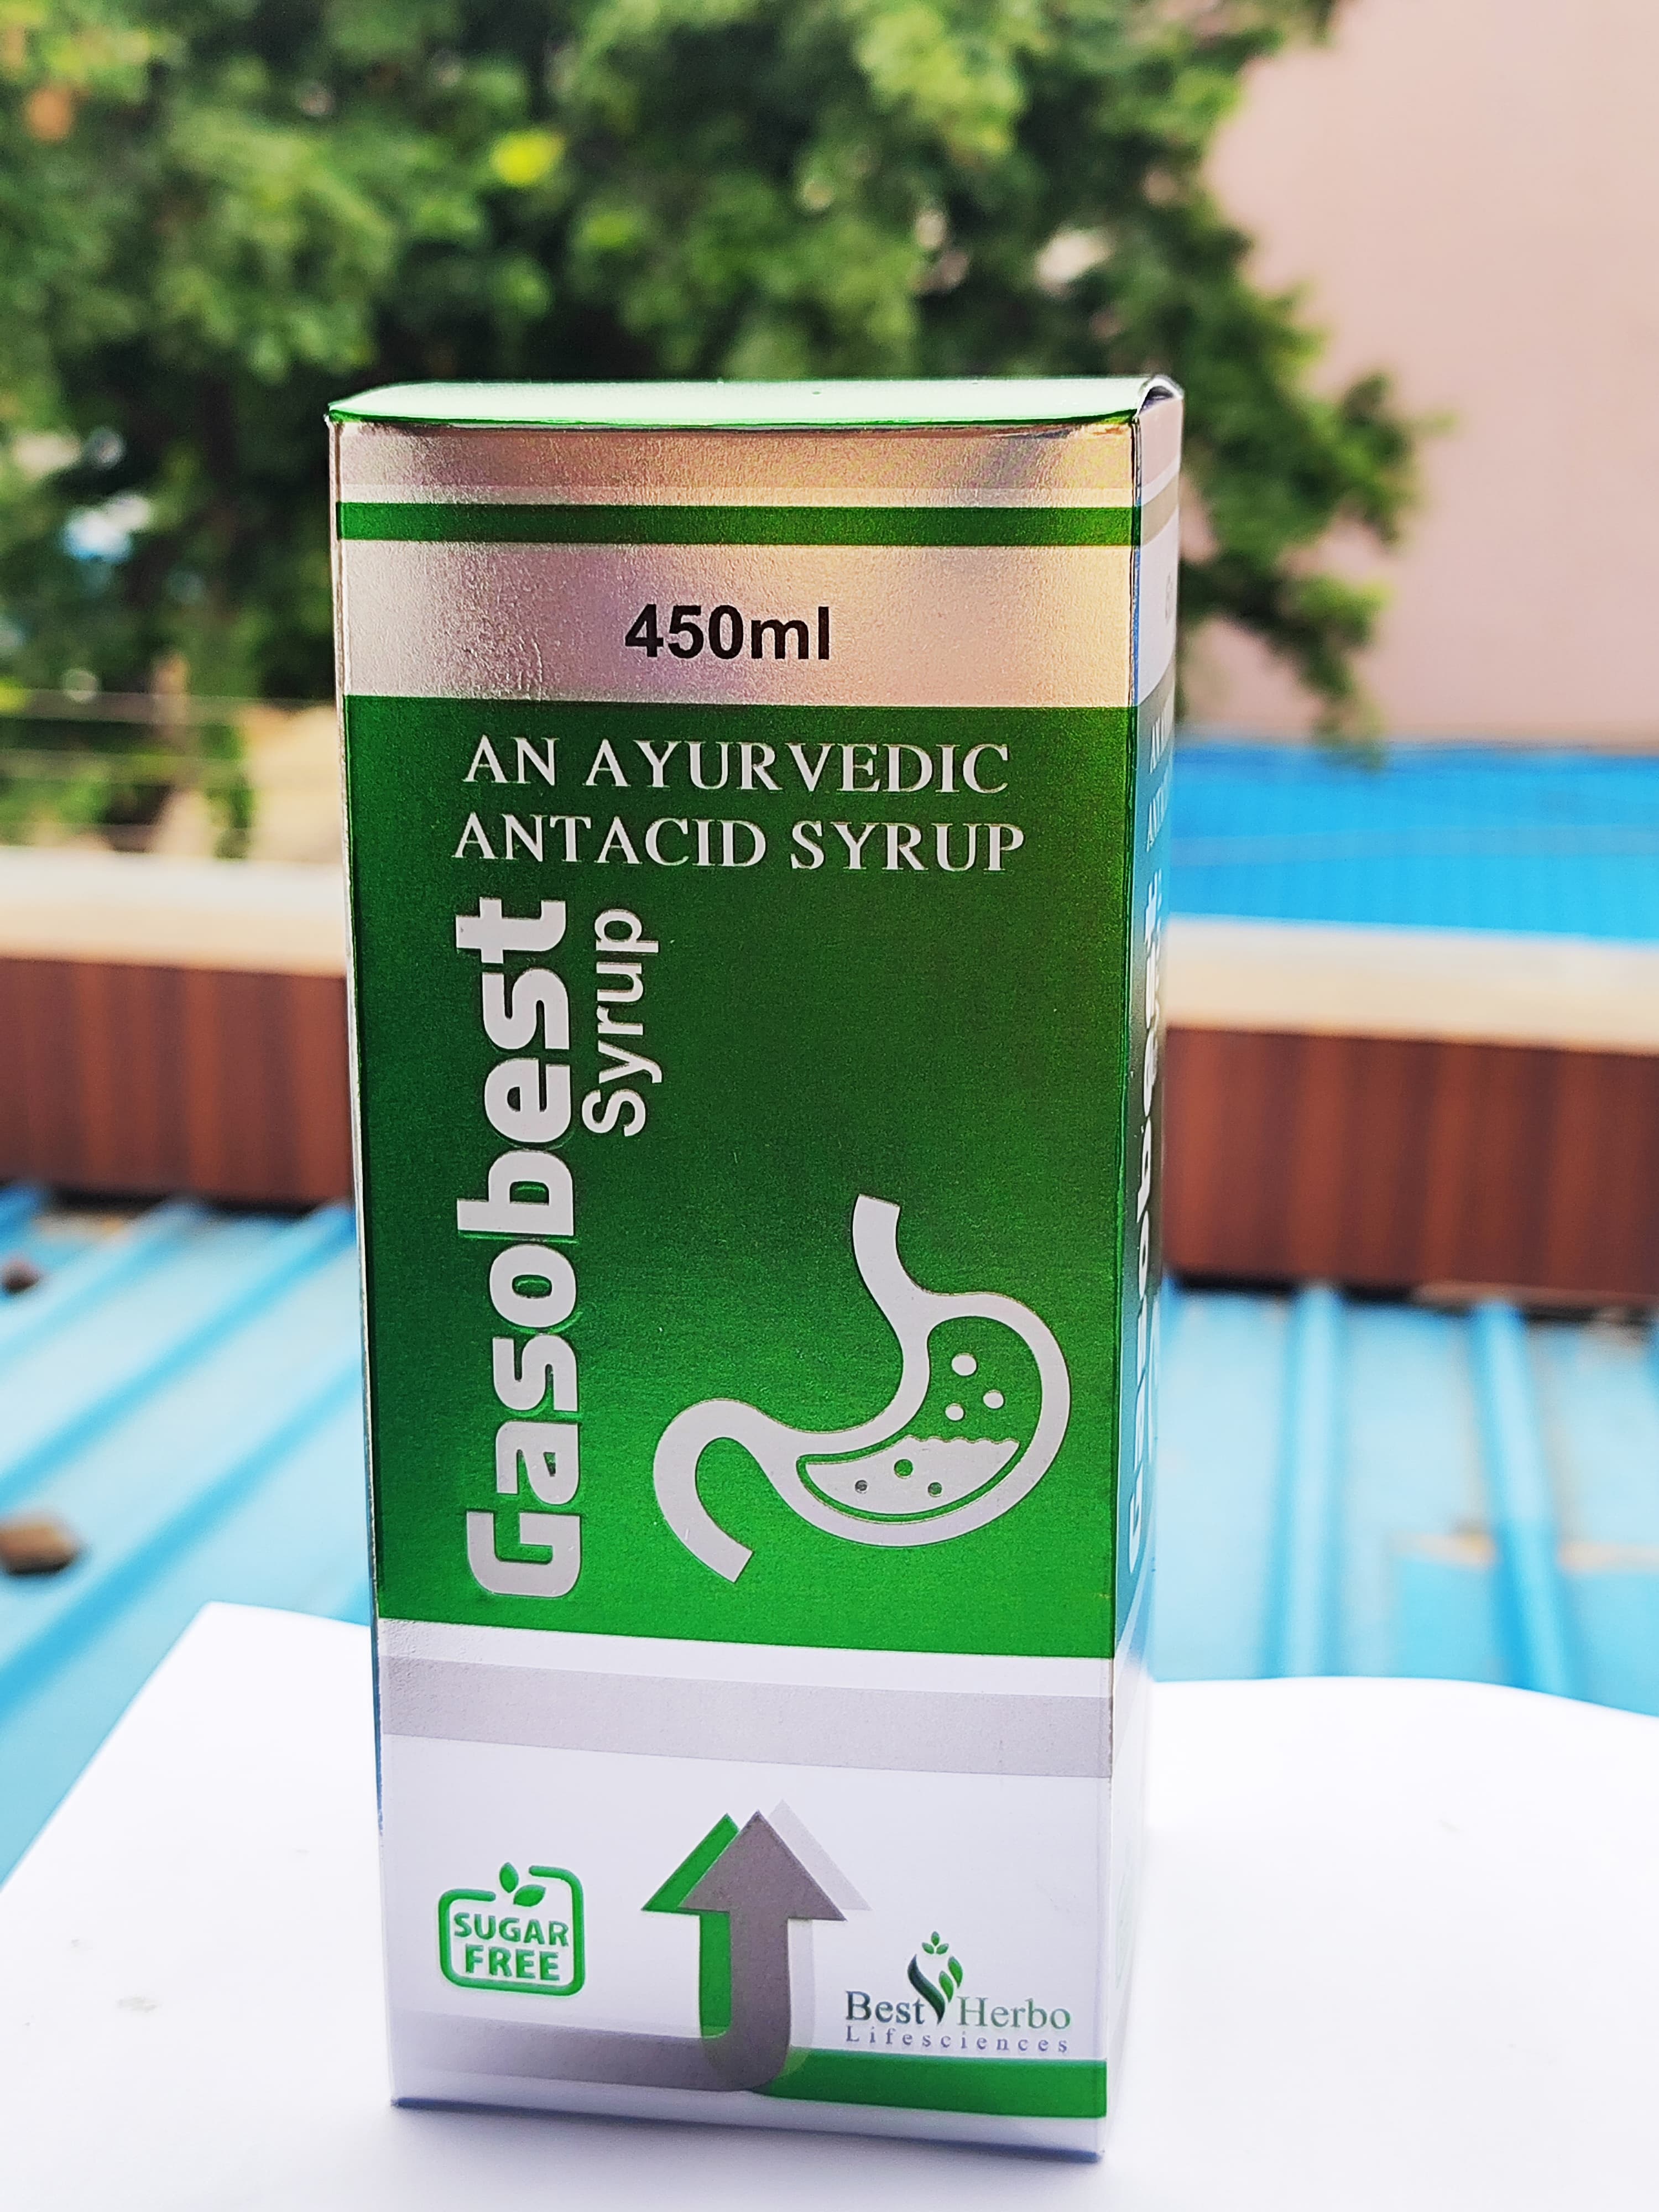 450ml
AN AYURVEDIC
ANTACID SYRUP
Gasobest
Syrup
SUGAR
FREE
Best Herbo
Lifesciences